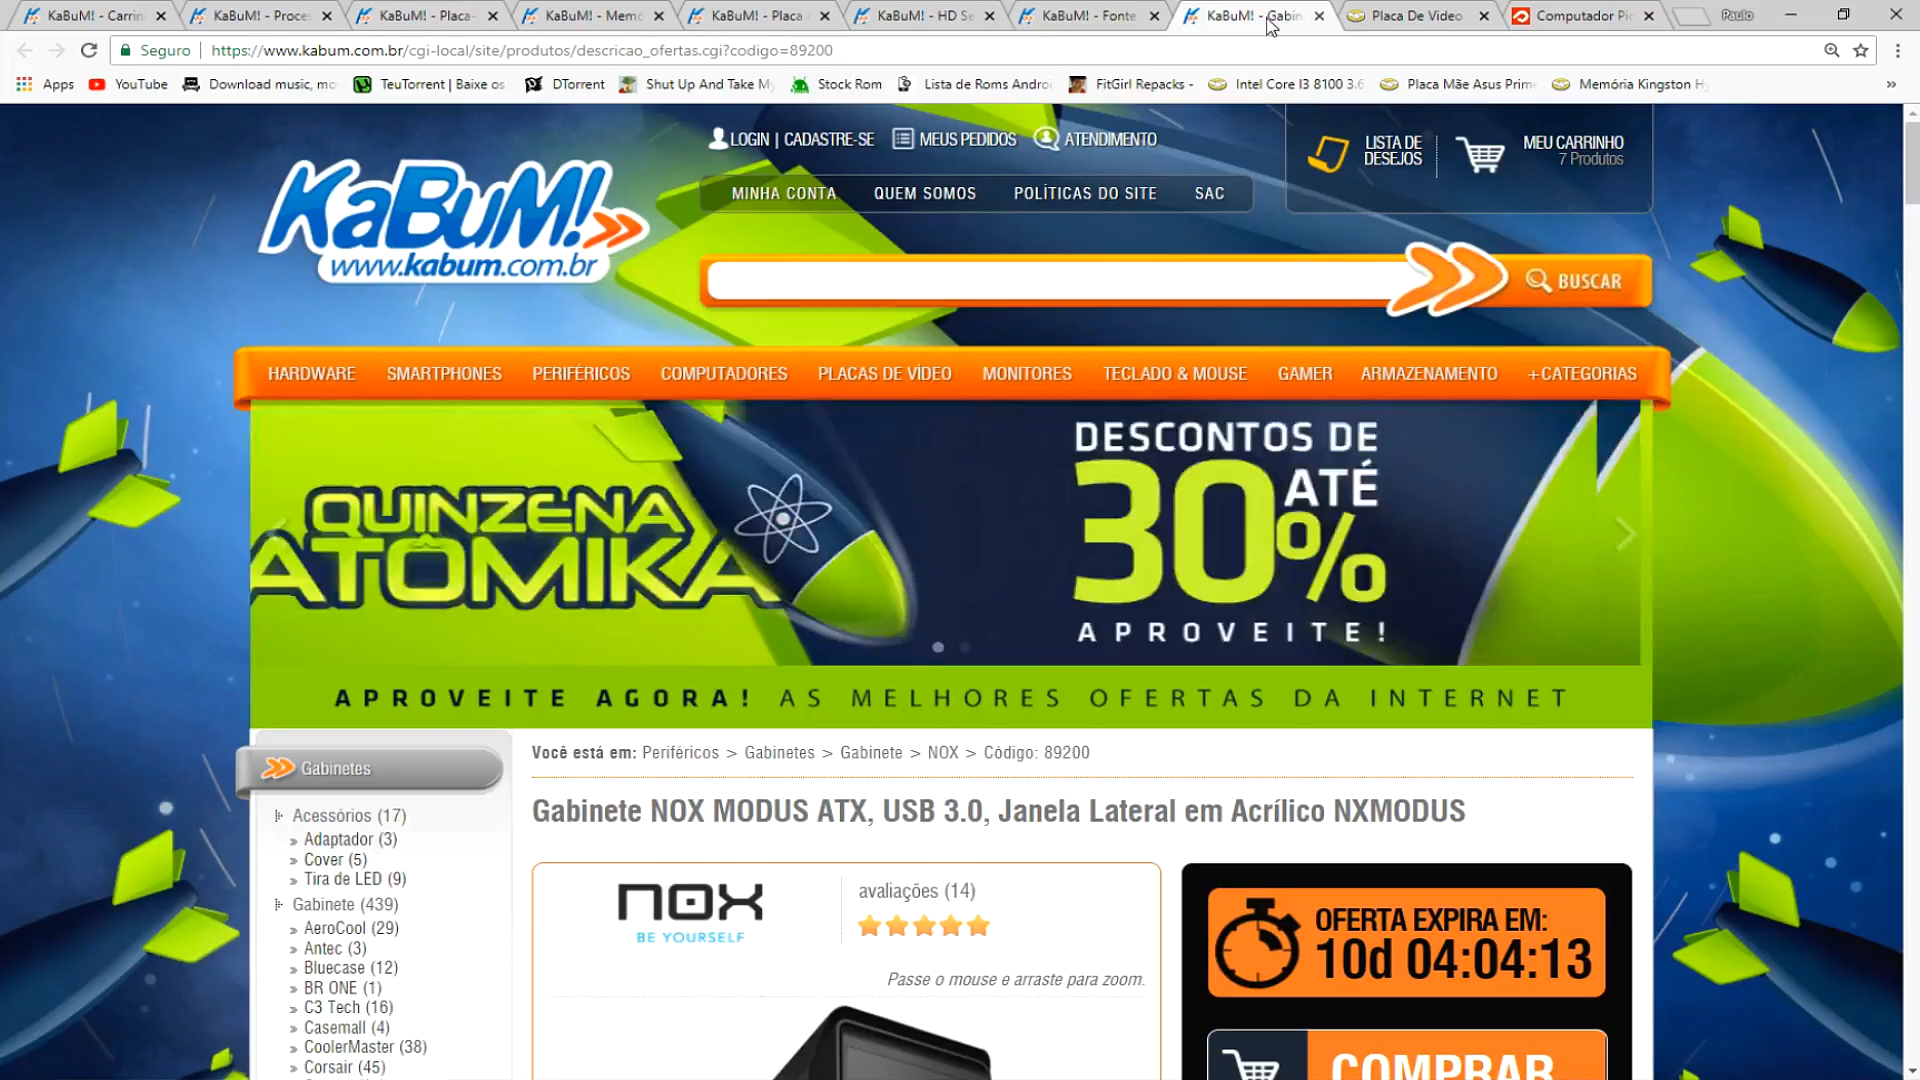 KaBuM! - Carrin
KaBuM! - Proces
KaBuM! - Placa-
KaBuM! - Memó
KaBuM! - Placa
KaBuM! - HD Se
KaBuM! - Fonte
KaBuM! - Gabin
Placa De Video
Computador Pic
Paulo
Seguro
https://www.kabum.com.br/cgi-local/site/produtos/descricao_ofertas.cgi?codigo=89200
Apps
YouTube
Download music, mo
TeuTorrent | Baixe os
DTorrent
Shut Up And Take My
Stock Rom
Lista de Roms Androi
FitGirl Repacks -
Intel Core I3 8100 3.6
Placa Mãe Asus Prime
Memória Kingston Hy
»
LOGIN | CADASTRE-SE
MEUS PEDIDOS
ATENDIMENTO
LISTA DE
DESEJOS
MEU CARRINHO
7 Produtos
MINHA CONTA
QUEM SOMOS
POLÍTICAS DO SITE
SAC
KaBuM!
www.kabum.com.br
BUSCAR
HARDWARE
SMARTPHONES
PERIFÉRICOS
COMPUTADORES
PLACAS DE VÍDEO
MONITORES
TECLADO & MOUSE
GAMER
ARMAZENAMENTO
+CATEGORIAS
QUINZENA
ATÔMIKA
DESCONTOS DE
ATÉ
30%
APROVEITE!
APROVEITE AGORA! AS MELHORES OFERTAS DA INTERNET
Gabinetes
Acessórios (17)
» Adaptador (3)
» Cover (5)
» Tira de LED (9)
Gabinete (439)
» AeroCool (29)
» Antec (3)
» Bluecase (12)
» BR ONE (1)
» C3 Tech (16)
» Casemall (4)
» CoolerMaster (38)
» Corsair (45)
Você está em: Periféricos > Gabinetes > Gabinete > NOX > Código: 89200
Gabinete NOX MODUS ATX, USB 3.0, Janela Lateral em Acrílico NXMODUS
nox
BE YOURSELF
avaliações (14)
Passe o mouse e arraste para zoom.
OFERTA EXPIRA EM:
10d 04:04:13
COMPRAR